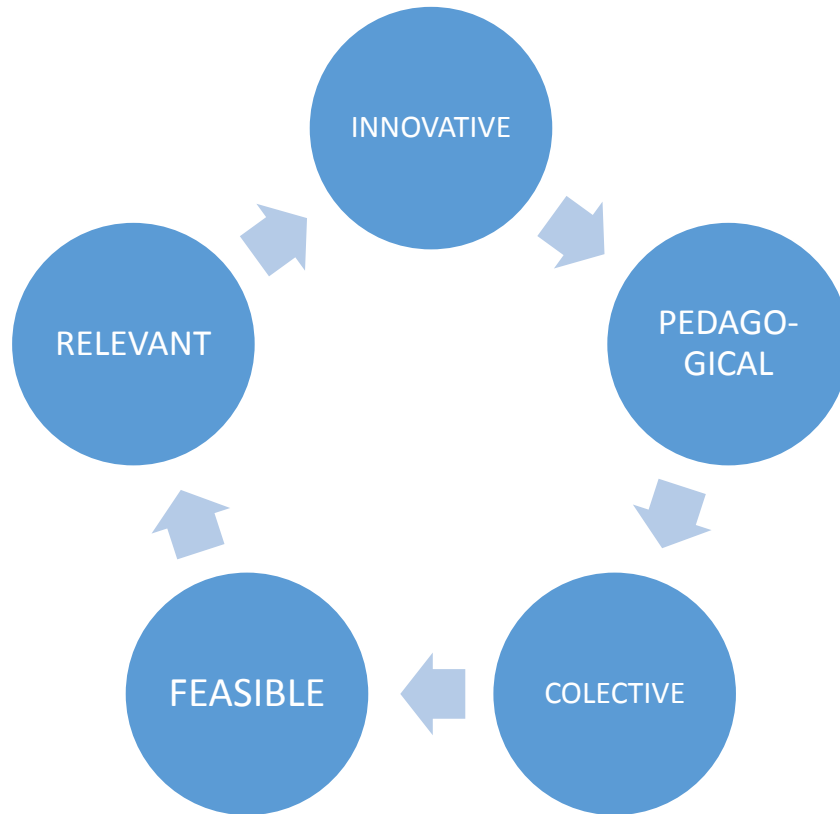 INNOVATIVE
PEDAGO-
GICAL
COLECTIVE
FEASIBLE
RELEVANT